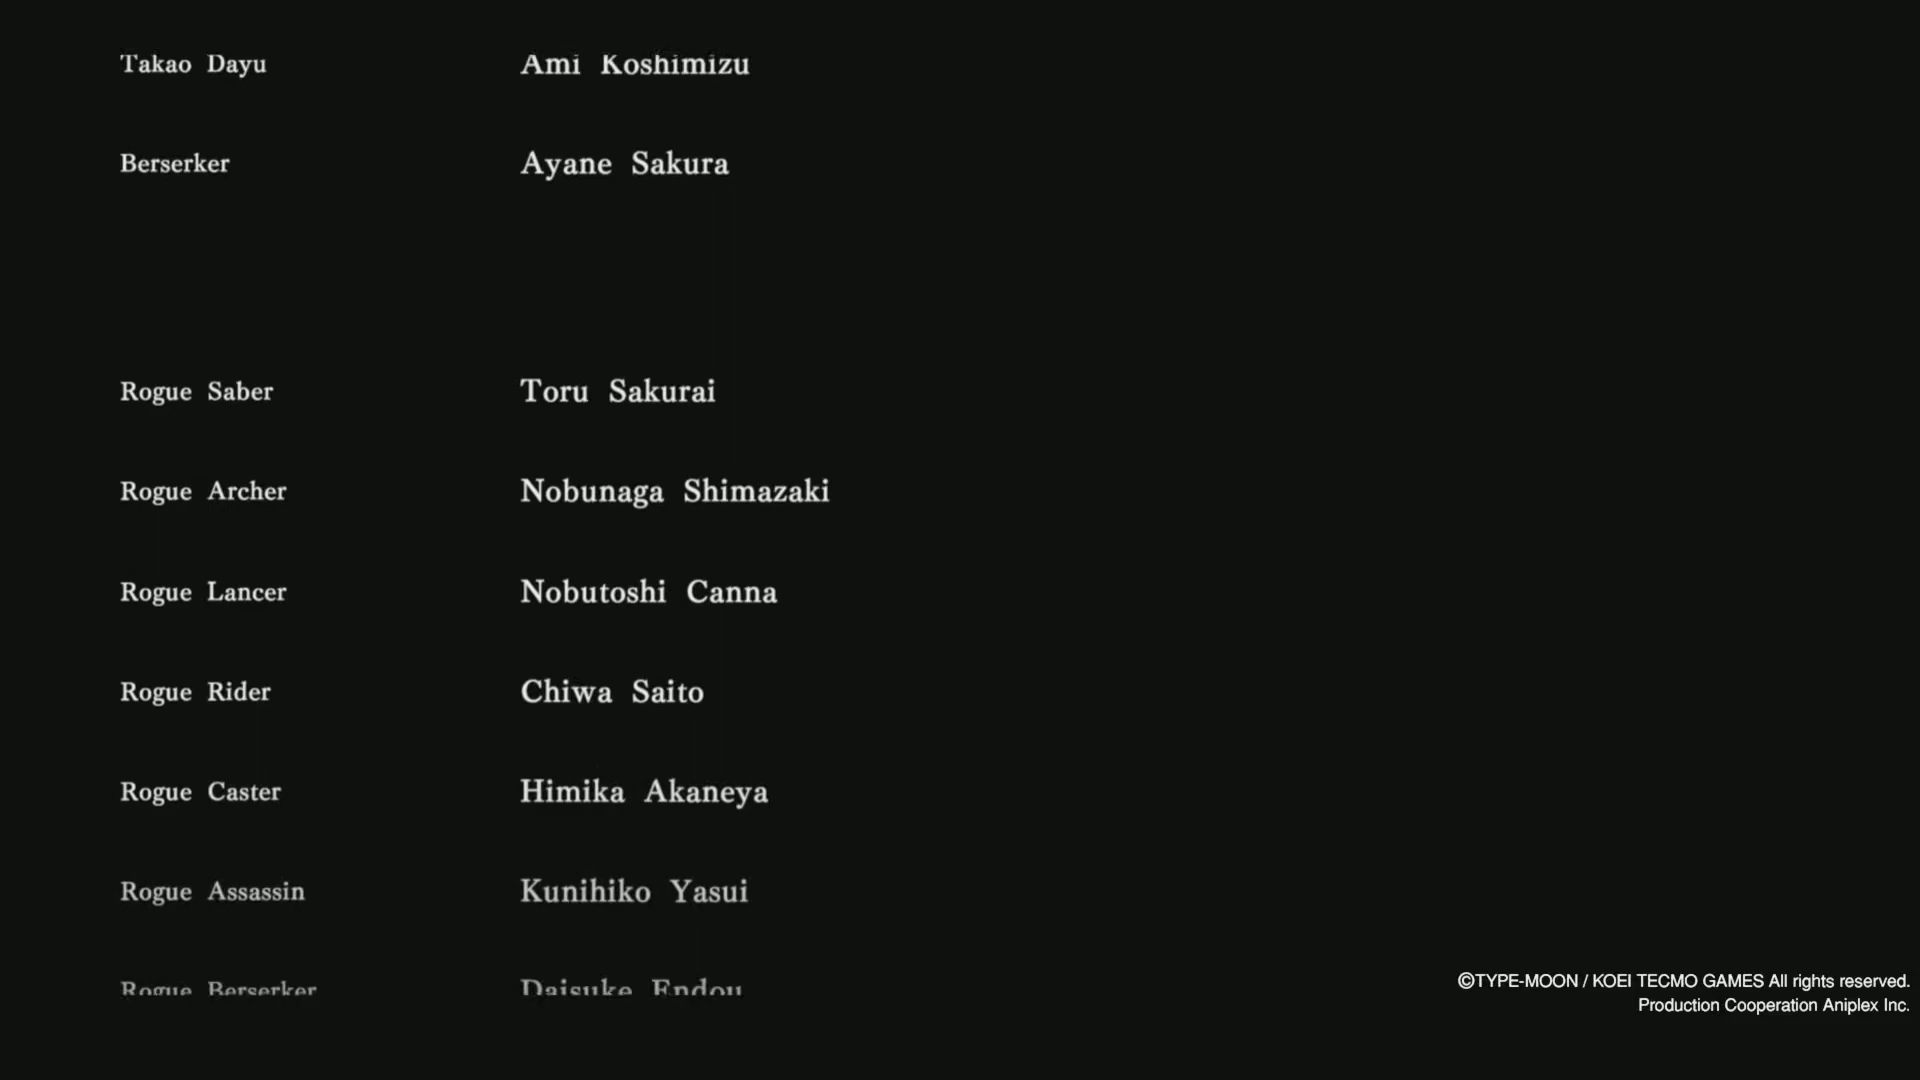 Takao Dayu Ami Koshimizu
Berserker Ayane Sakura
Rogue Saber Toru Sakurai
Rogue Archer Nobunaga Shimazaki
Rogue Lancer Nobutoshi Canna
Rogue Rider Chiwa Saito
Rogue Caster Himika Akaneya
Rogue Assassin Kunihiko Yasui
Rogue Berserker Daisuke Endou
©TYPE-MOON / KOEI TECMO GAMES All rights reserved.
Production Cooperation Aniplex Inc.